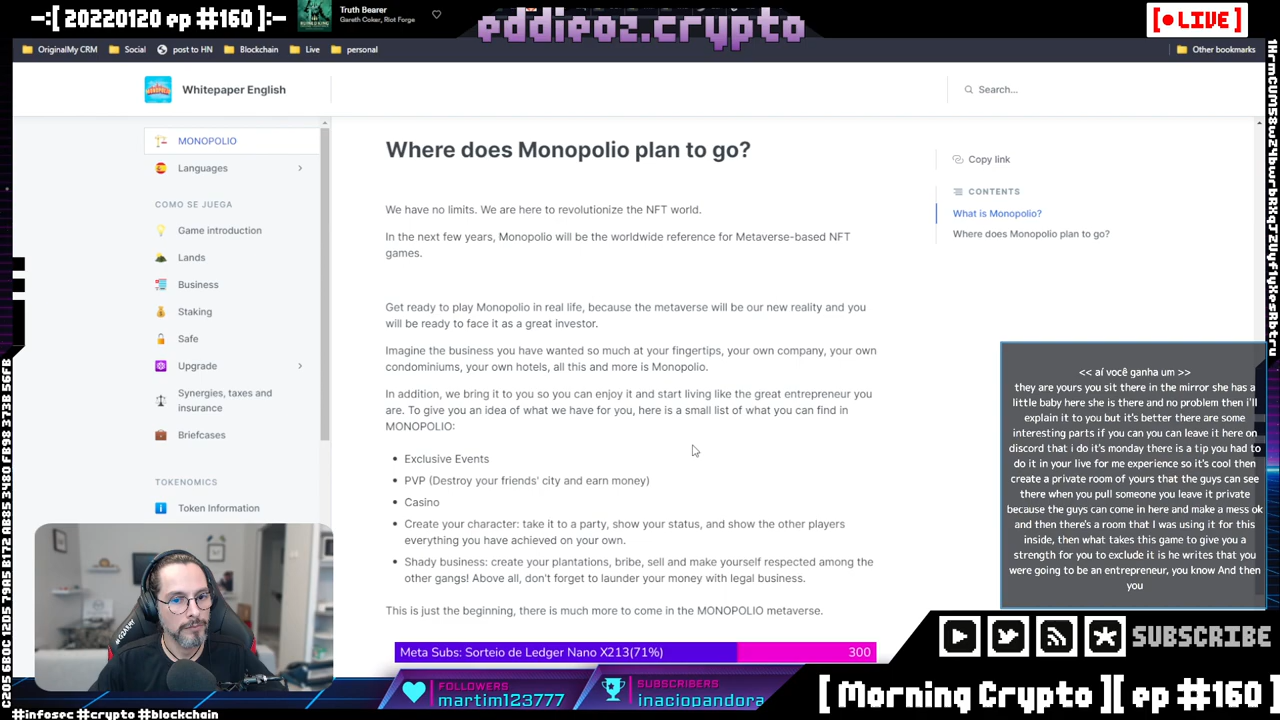 -:[ 20220120 ep #160 ]:-
Truth Bearer
Gareth Coker, Riot Forge
eddieoz.crypto
[ LIVE ]
OriginalMy CRM
Social
post to HN
Blockchain
Live
personal
Other bookmarks
Whitepaper English
Search...
MONOPOLIO
Languages
COMO SE JUEGA
Game introduction
Lands
Business
Staking
Safe
Upgrade
Synergies, taxes and
insurance
Briefcases
TOKENOMICS
Token Information
Where does Monopolio plan to go?
We have no limits. We are here to revolutionize the NFT world.
In the next few years, Monopolio will be the worldwide reference for Metaverse-based NFT
games.
Get ready to play Monopolio in real life, because the metaverse will be our new reality and you
will be ready to face it as a great investor.
Imagine the business you have wanted so much at your fingertips, your own company, your own
condominiums, your own hotels, all this and more is Monopolio.
In addition, we bring it to you so you can enjoy it and start living like the great entrepreneur you
are. To give you an idea of what we have for you, here is a small list of what you can find in
MONOPOLIO:
Exclusive Events
PVP (Destroy your friends' city and earn money)
Casino
Create your character: take it to a party, show your status, and show the other players
everything you have achieved on your own.
Shady business: create your plantations, bribe, sell and make yourself respected among the
other gangs! Above all, don't forget to launder your money with legal business.
This is just the beginning, there is much more to come in the MONOPOLIO metaverse.
Copy link
CONTENTS
What is Monopolio?
Where does Monopolio plan to go?
<< aí você ganha um >>
they are yours you sit there in the mirror she has a
little baby here she is there and no problem then i'll
explain it to you but it's better there are some
interesting parts if you can you can leave it here on
discord that i do it's monday there is a tip you had to
do it in your live for me experience so it's cool then
create a private room of yours that the guys can see
there when you pull someone you leave it private
because the guys can come in here and make a mess ok
and then there's a room that I was using it for this
inside, then what takes this game to give you a
strength for you to exclude it is he writes that you
were going to be an entrepreneur, you know And then
you
Meta Subs: Sorteio de Ledger Nano X213(71%)
300
FOLLOWERS
martim123777
SUBSCRIBERS
inaciopandora
SUBSCRIBE
[ Morning Crypto ][ ep #160 ]
#infosec #crypto #blockchain